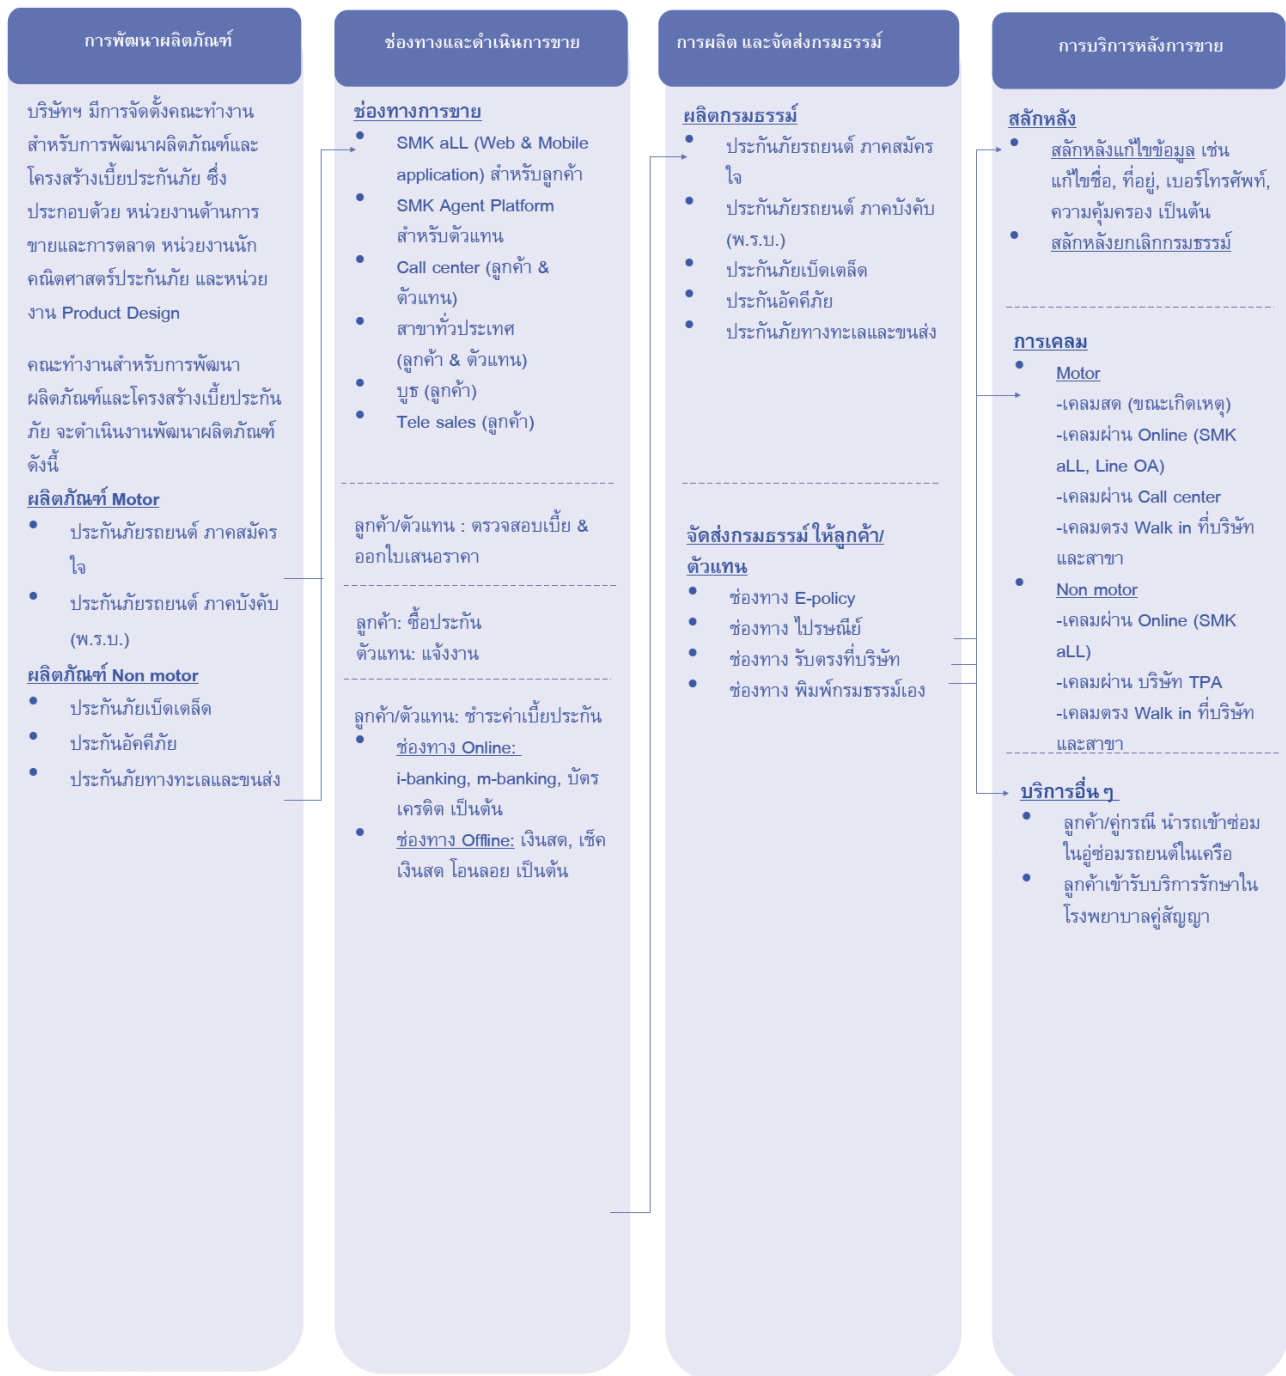 การพัฒนาผลิตภัณฑ์
บริษัทฯ มีการจัดตั้งคณะทำงาน
สำหรับการพัฒนาผลิตภัณฑ์และ
โครงสร้างเบี้ยประกันภัย ซึ่ง
ประกอบด้วย หน่วยงานด้านการ
ขายและการตลาด หน่วยงานนัก
คณิตศาสตร์ประกันภัย และหน่วย
งาน Product Design
คณะทำงานสำหรับการพัฒนา
ผลิตภัณฑ์และโครงสร้างเบี้ยประกัน
ภัย จะดำเนินงานพัฒนาผลิตภัณฑ์
ดังนี้
ผลิตภัณฑ์ Motor
• ประกันภัยรถยนต์ ภาคสมัคร
ใจ
• ประกันภัยรถยนต์ ภาคบังคับ
(พ.ร.บ.)
ผลิตภัณฑ์ Non motor
• ประกันภัยเบ็ดเตล็ด
• ประกันอัคคีภัย
• ประกันภัยทางทะเลและขนส่ง
ช่องทางและดำเนินการขาย
ช่องทางการขาย
• SMK aLL (Web & Mobile
application) สำหรับลูกค้า
• SMK Agent Platform
สำหรับตัวแทน
• Call center (ลูกค้า &
ตัวแทน)
• สาขาทั่วประเทศ
(ลูกค้า & ตัวแทน)
• บูธ (ลูกค้า)
• Tele sales (ลูกค้า)
ลูกค้า/ตัวแทน : ตรวจสอบเบี้ย &
ออกใบเสนอราคา
ลูกค้า: ซื้อประกัน
ตัวแทน: แจ้งงาน
ลูกค้า/ตัวแทน: ชำระค่าเบี้ยประกัน
• ช่องทาง Online:
i-banking, m-banking, บัตร
เครดิต เป็นต้น
• ช่องทาง Offline: เงินสด, เช็ค
เงินสด โอนลอย เป็นต้น
การผลิต และจัดส่งกรมธรรม์
ผลิตกรมธรรม์
• ประกันภัยรถยนต์ ภาคสมัคร
ใจ
• ประกันภัยรถยนต์ ภาคบังคับ
(พ.ร.บ.)
• ประกันภัยเบ็ดเตล็ด
• ประกันอัคคีภัย
• ประกันภัยทางทะเลและขนส่ง
จัดส่งกรมธรรม์ ให้ลูกค้า/
ตัวแทน
• ช่องทาง E-policy
• ช่องทาง ไปรษณีย์
• ช่องทาง รับตรงที่บริษัท
• ช่องทาง พิมพ์กรมธรรม์เอง
การบริการหลังการขาย
สลักหลัง
• สลักหลังแก้ไขข้อมูล เช่น
แก้ไขชื่อ, ที่อยู่, เบอร์โทรศัพท์,
ความคุ้มครอง เป็นต้น
• สลักหลังยกเลิกกรมธรรม์
การเคลม
• Motor
-เคลมสด (ขณะเกิดเหตุ)
-เคลมผ่าน Online (SMK
aLL, Line OA)
-เคลมผ่าน Call center
-เคลมตรง Walk in ที่บริษัท
และสาขา
• Non motor
-เคลมผ่าน Online (SMK
aLL)
-เคลมผ่าน บริษัท TPA
-เคลมตรง Walk in ที่บริษัท
และสาขา
บริการอื่น ๆ
• ลูกค้า/คู่กรณี นำรถเข้าซ่อม
ในอู่ซ่อมรถยนต์ในเครือ
• ลูกค้าเข้ารับบริการรักษาใน
โรงพยาบาลคู่สัญญา